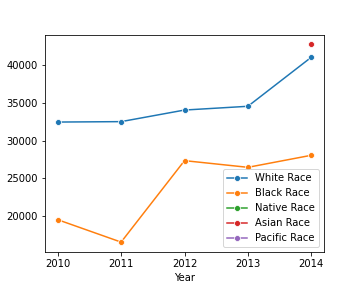 40000
35000
30000
25000
20000
2010 2011 2012 2013 2014
Year
White Race
Black Race
Native Race
Asian Race
Pacific Race